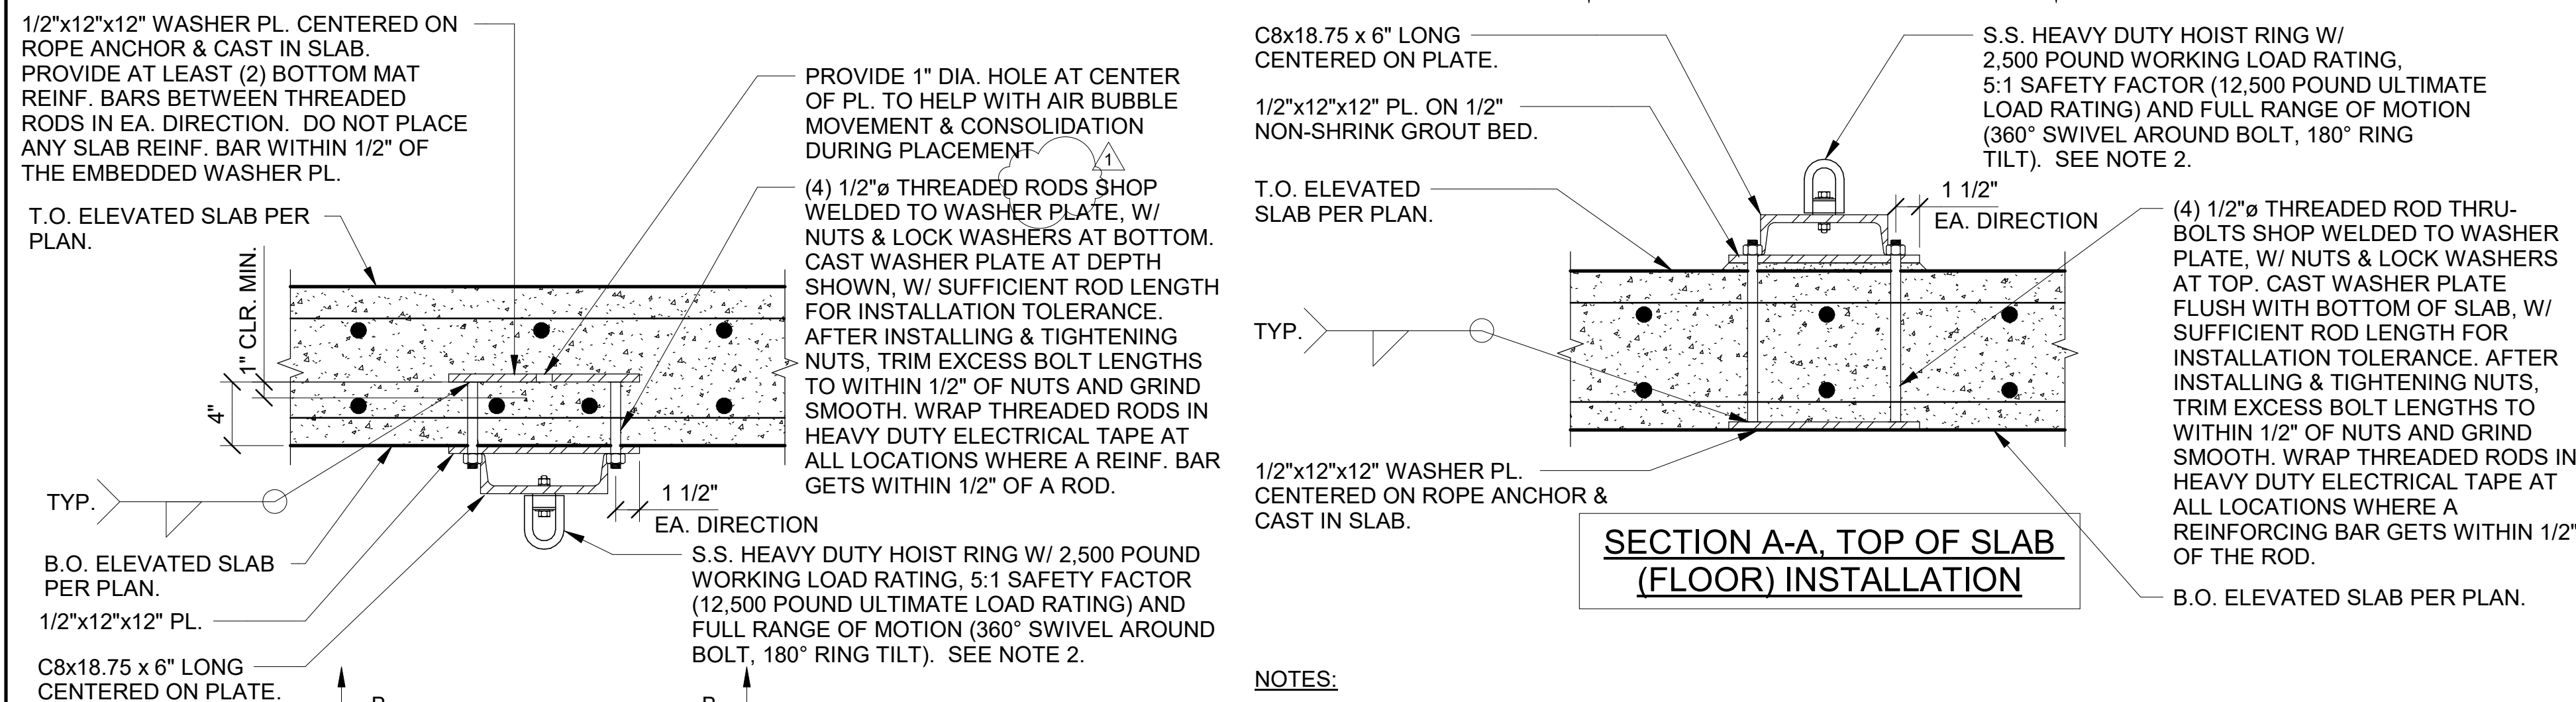 1/2"x12"x12" WASHER PL. CENTERED ON
ROPE ANCHOR & CAST IN SLAB.
PROVIDE AT LEAST (2) BOTTOM MAT
REINF. BARS BETWEEN THREADED
RODS IN EA. DIRECTION. DO NOT PLACE
ANY SLAB REINF. BAR WITHIN 1/2" OF
THE EMBEDDED WASHER PL.
T.O. ELEVATED SLAB PER
PLAN.
1" CLR. MIN.
4"
TYP.
B.O. ELEVATED SLAB
PER PLAN.
1/2"x12"x12" PL.
C8x18.75 x 6" LONG
CENTERED ON PLATE.
PROVIDE 1" DIA. HOLE AT CENTER
OF PL. TO HELP WITH AIR BUBBLE
MOVEMENT & CONSOLIDATION
DURING PLACEMENT
1
(4) 1/2"ø THREADED RODS SHOP
WELDED TO WASHER PLATE, W/
NUTS & LOCK WASHERS AT BOTTOM.
CAST WASHER PLATE AT DEPTH
SHOWN, W/ SUFFICIENT ROD LENGTH
FOR INSTALLATION TOLERANCE.
AFTER INSTALLING & TIGHTENING
NUTS, TRIM EXCESS BOLT LENGTHS
TO WITHIN 1/2" OF NUTS AND GRIND
SMOOTH. WRAP THREADED RODS IN
HEAVY DUTY ELECTRICAL TAPE AT
ALL LOCATIONS WHERE A REINF. BAR
GETS WITHIN 1/2" OF A ROD.
1 1/2"
EA. DIRECTION
S.S. HEAVY DUTY HOIST RING W/ 2,500 POUND
WORKING LOAD RATING, 5:1 SAFETY FACTOR
(12,500 POUND ULTIMATE LOAD RATING) AND
FULL RANGE OF MOTION (360° SWIVEL AROUND
BOLT, 180° RING TILT). SEE NOTE 2.
C8x18.75 x 6" LONG
CENTERED ON PLATE.
1/2"x12"x12" PL. ON 1/2"
NON-SHRINK GROUT BED.
T.O. ELEVATED
SLAB PER PLAN.
TYP.
1/2"x12"x12" WASHER PL.
CENTERED ON ROPE ANCHOR &
CAST IN SLAB.
S.S. HEAVY DUTY HOIST RING W/
2,500 POUND WORKING LOAD RATING,
5:1 SAFETY FACTOR (12,500 POUND ULTIMATE
LOAD RATING) AND FULL RANGE OF MOTION
(360° SWIVEL AROUND BOLT, 180° RING
TILT). SEE NOTE 2.
1 1/2"
EA. DIRECTION
(4) 1/2"ø THREADED ROD THRU-
BOLTS SHOP WELDED TO WASHER
PLATE, W/ NUTS & LOCK WASHERS
AT TOP. CAST WASHER PLATE
FLUSH WITH BOTTOM OF SLAB, W/
SUFFICIENT ROD LENGTH FOR
INSTALLATION TOLERANCE. AFTER
INSTALLING & TIGHTENING NUTS,
TRIM EXCESS BOLT LENGTHS TO
WITHIN 1/2" OF NUTS AND GRIND
SMOOTH. WRAP THREADED RODS IN
HEAVY DUTY ELECTRICAL TAPE AT
ALL LOCATIONS WHERE A
REINFORCING BAR GETS WITHIN 1/2"
OF THE ROD.
B.O. ELEVATED SLAB PER PLAN.
SECTION A-A, TOP OF SLAB
(FLOOR) INSTALLATION
NOTES: